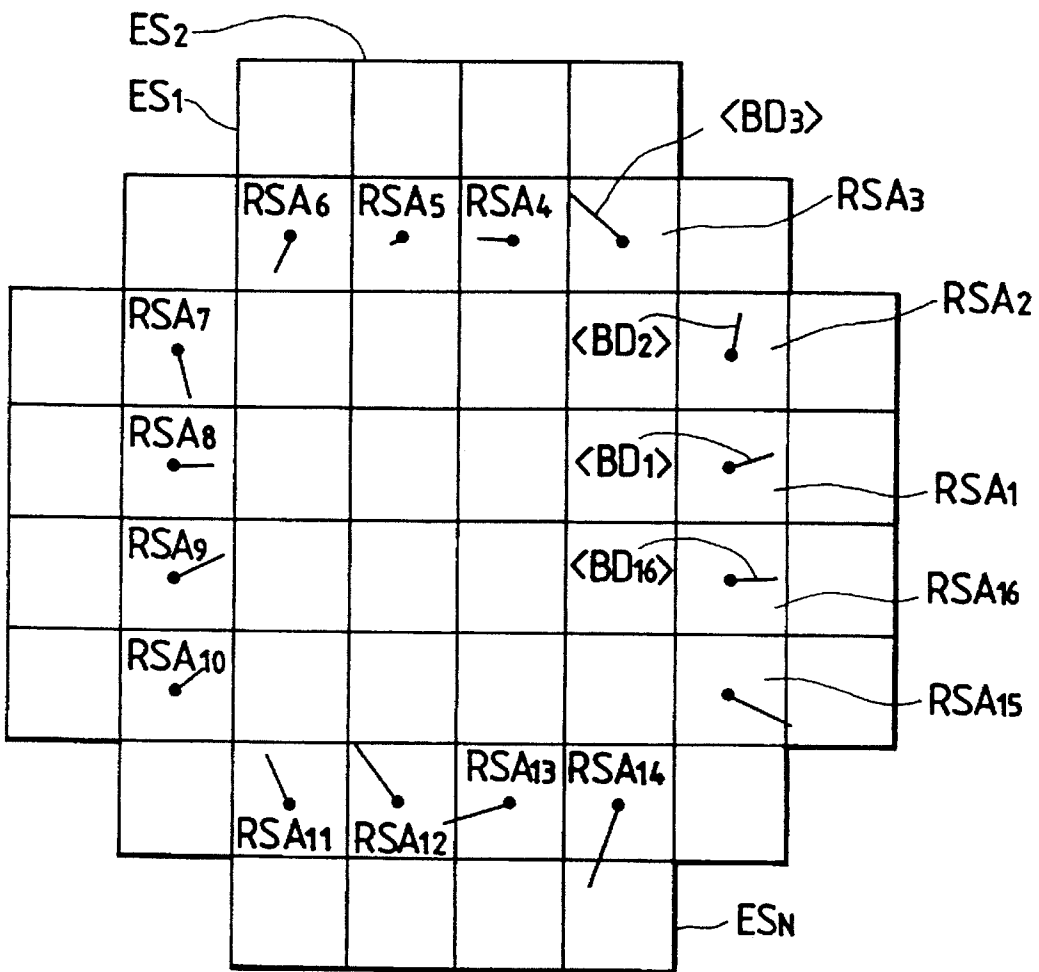 ES2
ES1
<BD3>
RSA6 RSA5 RSA4
RSA3
RSA7
<BD2>
RSA2
RSA8
<BD1>
RSA1
RSA9
<BD16>
RSA16
RSA10
RSA15
RSA13 RSA14
RSA11 RSA12
ESN